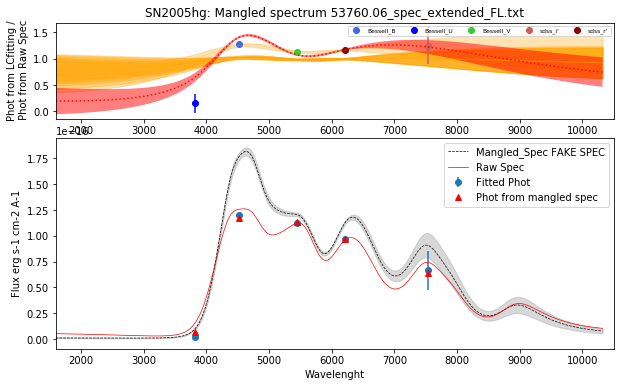 SN2005hg: Mangled spectrum 53760.06_spec_extended_FL.txt
Phot from LCfitting /
Phot from Raw Spec
1.5
1.0
0.5
0.0
Bessell_B
Bessell_U
Bessell_V
sdss_i'
sdss_r'
2000 3000 4000 5000 6000 7000 8000 9000 10000
Flux erg s-1 cm-2 A-1
1.75
1.50
1.25
1.00
0.75
0.50
0.25
0.00
Mangled_Spec FAKE SPEC
Raw Spec
Fitted Phot
Phot from mangled spec
2000 3000 4000 5000 6000 7000 8000 9000 10000
Wavelenght